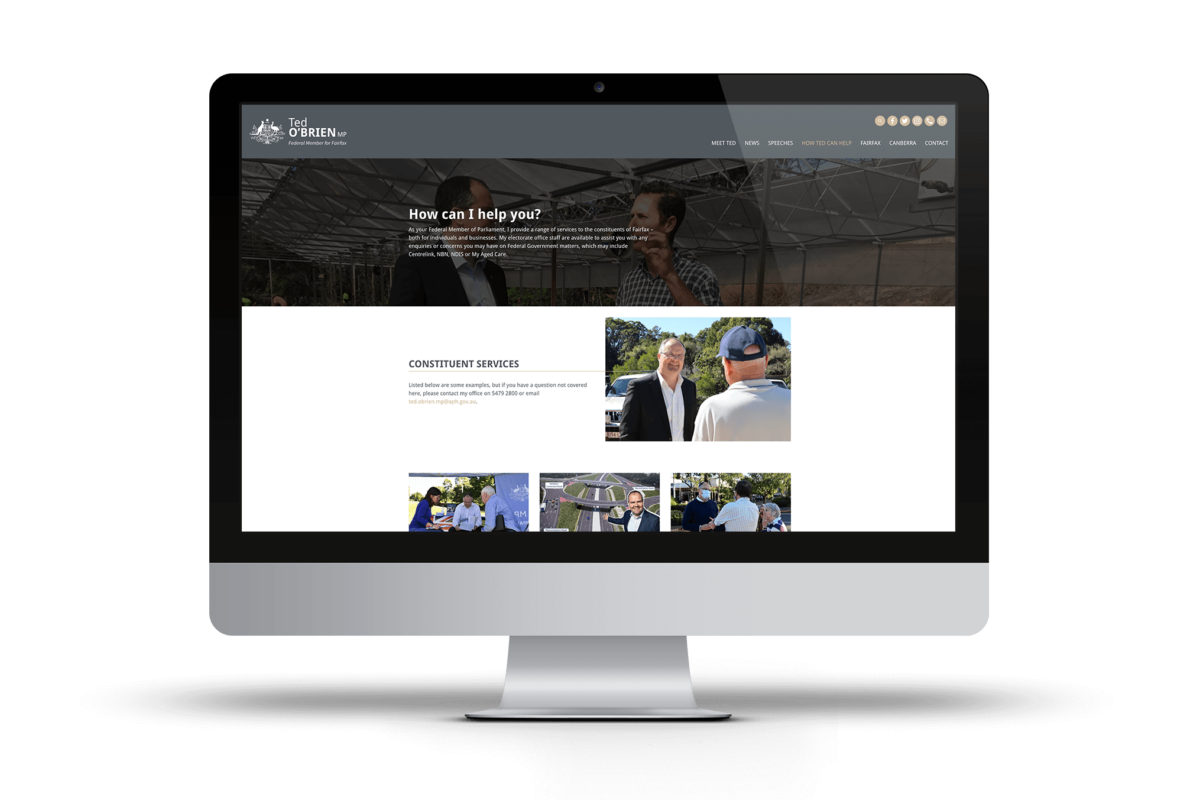 Ted
O'BRIEN MP
Federal Member for Fairfax
MEET TED NEWS SPEECHES HOW TED CAN HELP FAIRFAX CANBERRA CONTACT
How can I help you?
As your Federal Member of Parliament, I provide a range of services to the constituents of Fairfax –
both for individuals and businesses. My electorate office staff are available to assist you with any
enquiries or concerns you may have on Federal Government matters, which may include
Centrelink, NBN, NDIS or My Aged Care.
CONSTITUENT SERVICES
Listed below are some examples, but if you have a question not covered
here, please contact my office on 5479 2800 or email
ted.obrien.mp@aph.gov.au.